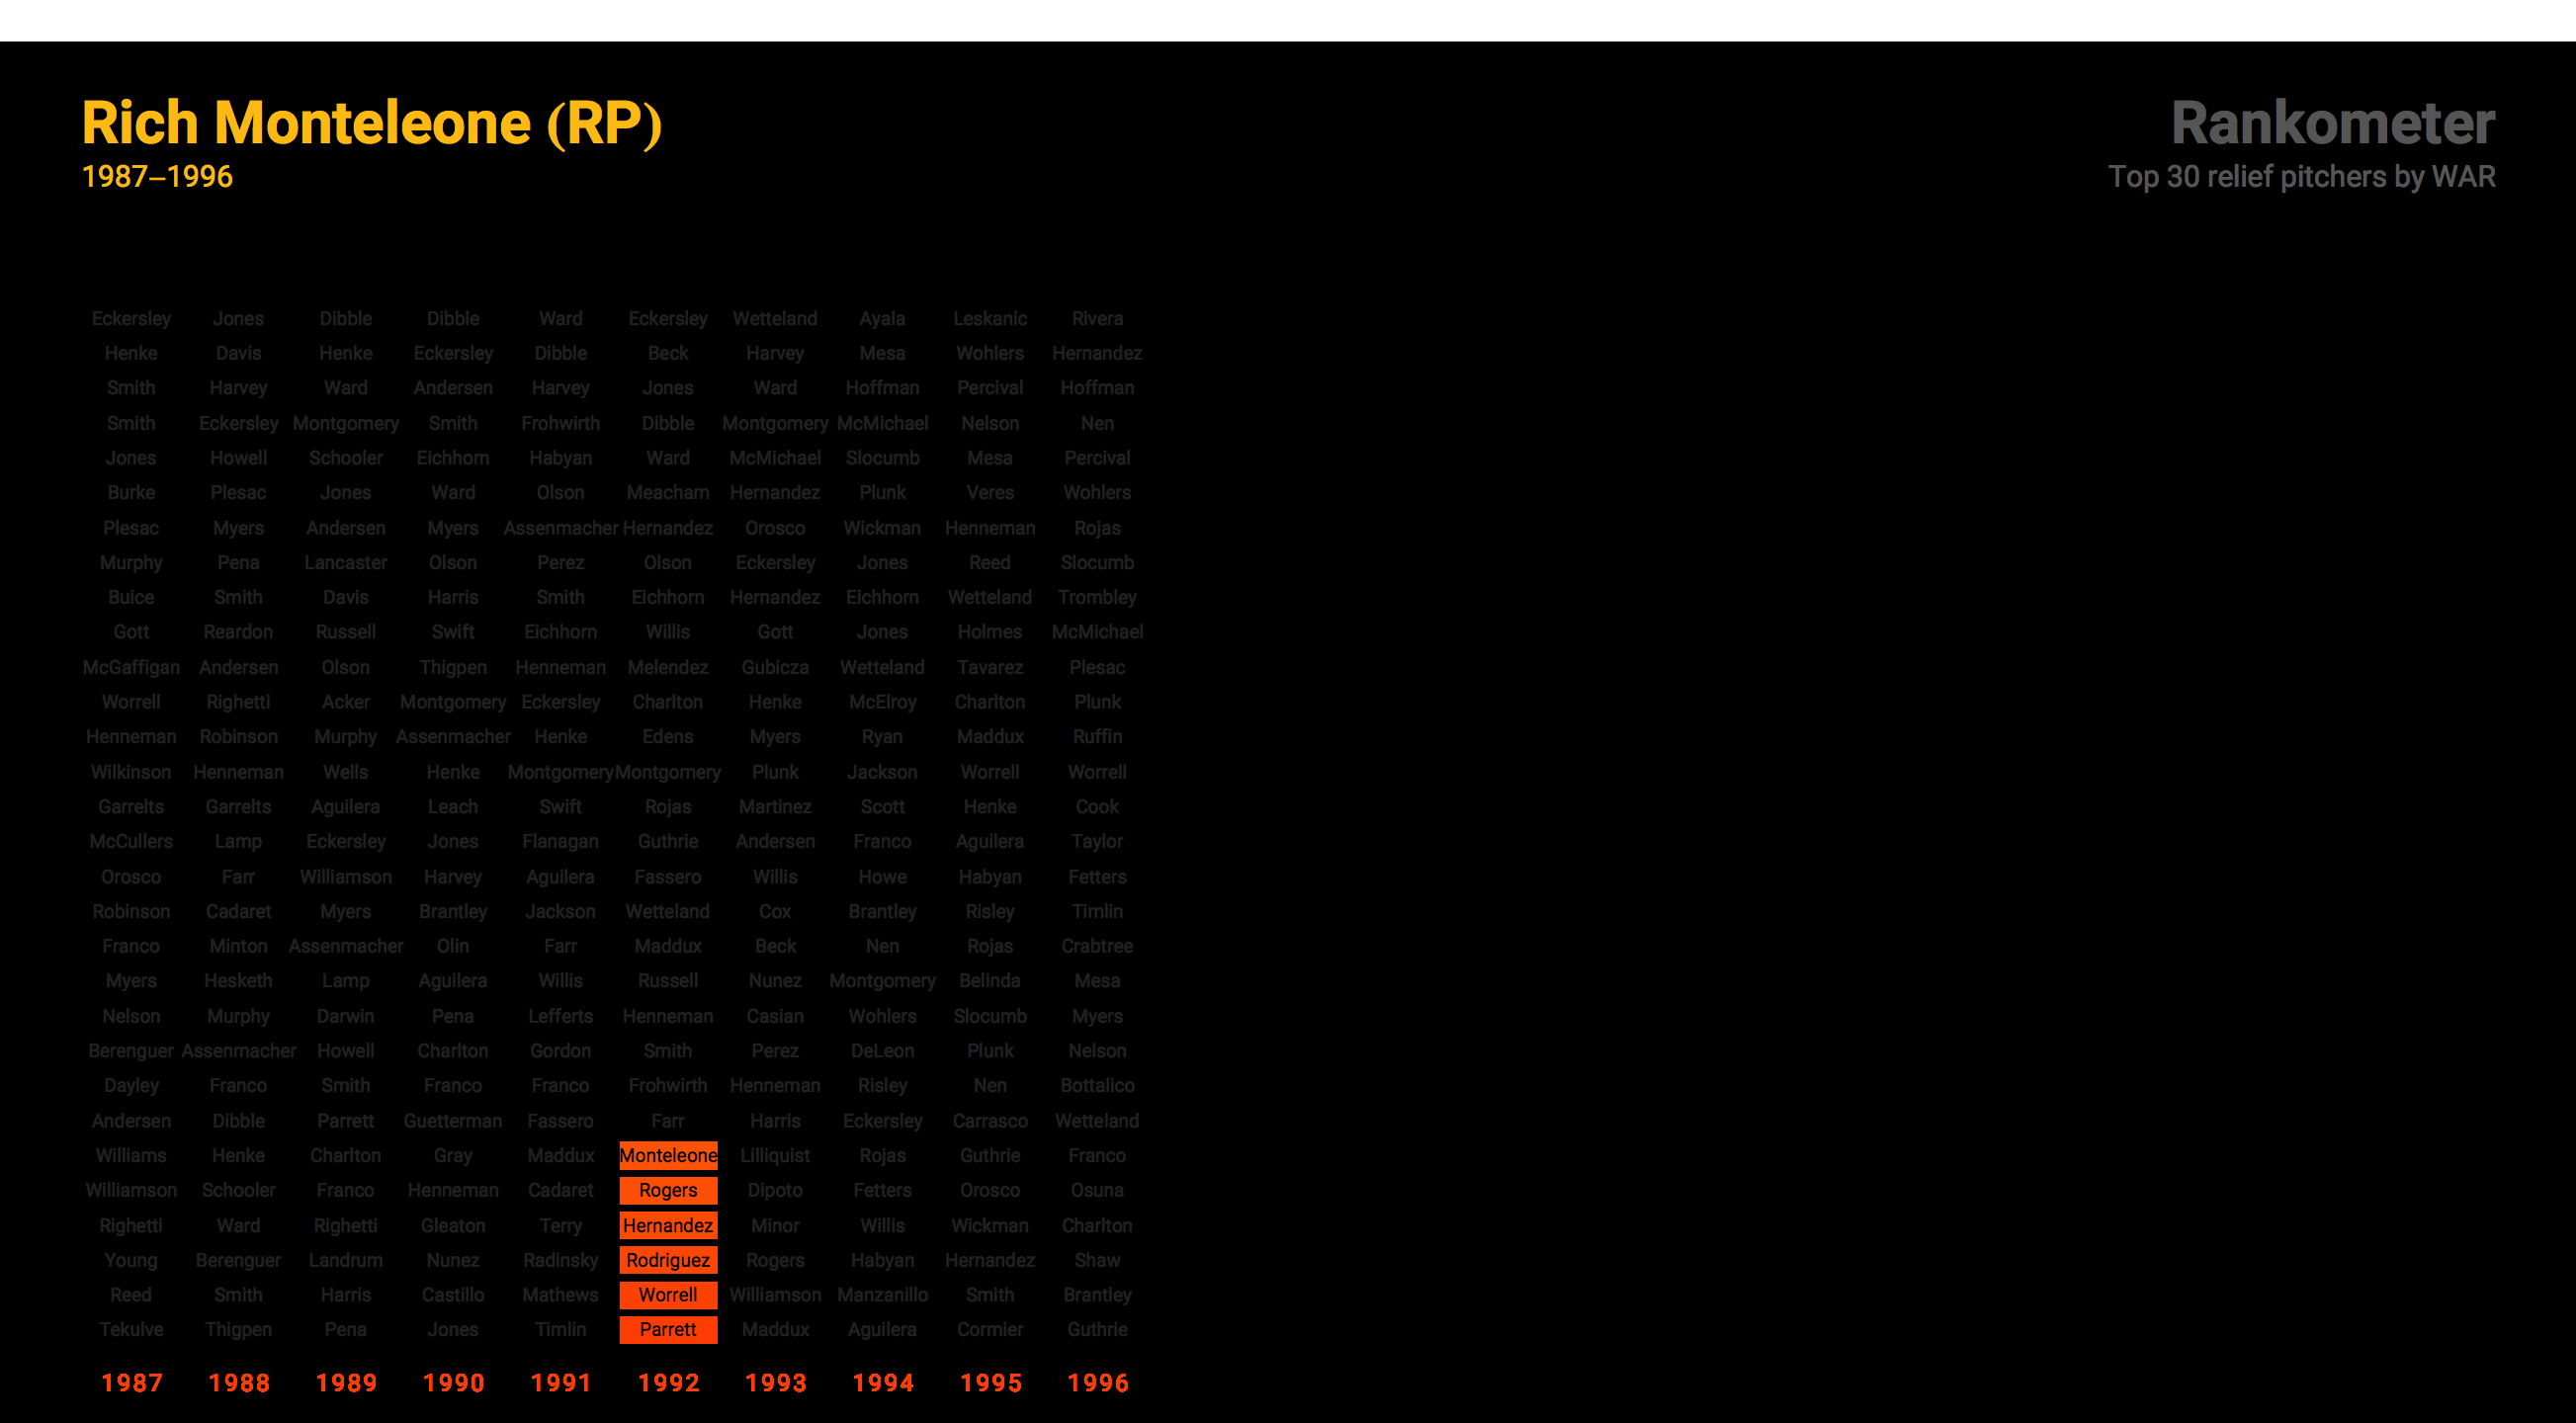 Rich Monteleone (RP)
1987–1996
Rankometer
Top 30 relief pitchers by WAR
Eckersley Jones Dibble Dibble Ward Eckersley Wetteland Ayala Leskanic Rivera
Henke Davis Henke Eckersley Dibble Beck Harvey Mesa Wohlers Hernandez
Smith Harvey Ward Andersen Harvey Jones Ward Hoffman Percival Hoffman
Smith Eckersley Montgomery Smith Frohwirth Dibble Montgomery McMichael Nelson Nen
Jones Howell Schooler Eichhorn Habyan Ward McMichael Slocumb Mesa Percival
Burke Plesac Jones Ward Olson Meacham Hernandez Plunk Veres Wohlers
Plesac Myers Andersen Myers Assenmacher Hernandez Orosco Wickman Henneman Rojas
Murphy Pena Lancaster Olson Perez Olson Eckersley Jones Reed Slocumb
Buice Smith Davis Harris Smith Eichhorn Hernandez Eichhorn Wetteland Trombley
Gott Reardon Russell Swift Eichhorn Willis Gott Jones Holmes McMichael
McGaffigan Andersen Olson Thigpen Henneman Melendez Gubicza Wetteland Tavarez Plesac
Worrell Righetti Acker Montgomery Eckersley Charlton Henke McElroy Charlton Plunk
Henneman Robinson Murphy Assenmacher Henke Edens Myers Ryan Maddux Ruffin
Wilkinson Henneman Wells Henke Montgomery Montgomery Plunk Jackson Worrell Worrell
Garrelts Garrelts Aguilera Leach Swift Rojas Martinez Scott Henke Cook
McCullers Lamp Eckersley Jones Flanagan Guthrie Andersen Franco Aguilera Taylor
Orosco Farr Williamson Harvey Aguilera Fassero Willis Howe Habyan Fetters
Robinson Cadaret Myers Brantley Jackson Wetteland Cox Brantley Risley Timlin
Franco Minton Assenmacher Olin Farr Maddux Beck Nen Rojas Crabtree
Myers Hesketh Lamp Aguilera Willis Russell Nunez Montgomery Belinda Mesa
Nelson Murphy Darwin Pena Lefferts Henneman Casian Wohlers Slocumb Myers
Berenguer Assenmacher Howell Charlton Gordon Smith Perez DeLeon Plunk Nelson
Dayley Franco Smith Franco Franco Frohwirth Henneman Risley Nen Bottalico
Andersen Dibble Parrett Guetterman Fassero Farr Harris Eckersley Carrasco Wetteland
Williams Henke Charlton Gray Maddux Monteleone Lilliquist Rojas Guthrie Franco
Williamson Schooler Franco Henneman Cadaret Rogers Dipoto Fetters Orosco Osuna
Righetti Ward Righetti Gleaton Terry Hernandez Minor Willis Wickman Charlton
Young Berenguer Landrum Nunez Radinsky Rodriguez Rogers Habyan Hernandez Shaw
Reed Smith Harris Castillo Mathews Worrell Williamson Manzanillo Smith Brantley
Tekulve Thigpen Pena Jones Timlin Parrett Maddux Aguilera Cormier Guthrie
1987 1988 1989 1990 1991 1992 1993 1994 1995 1996